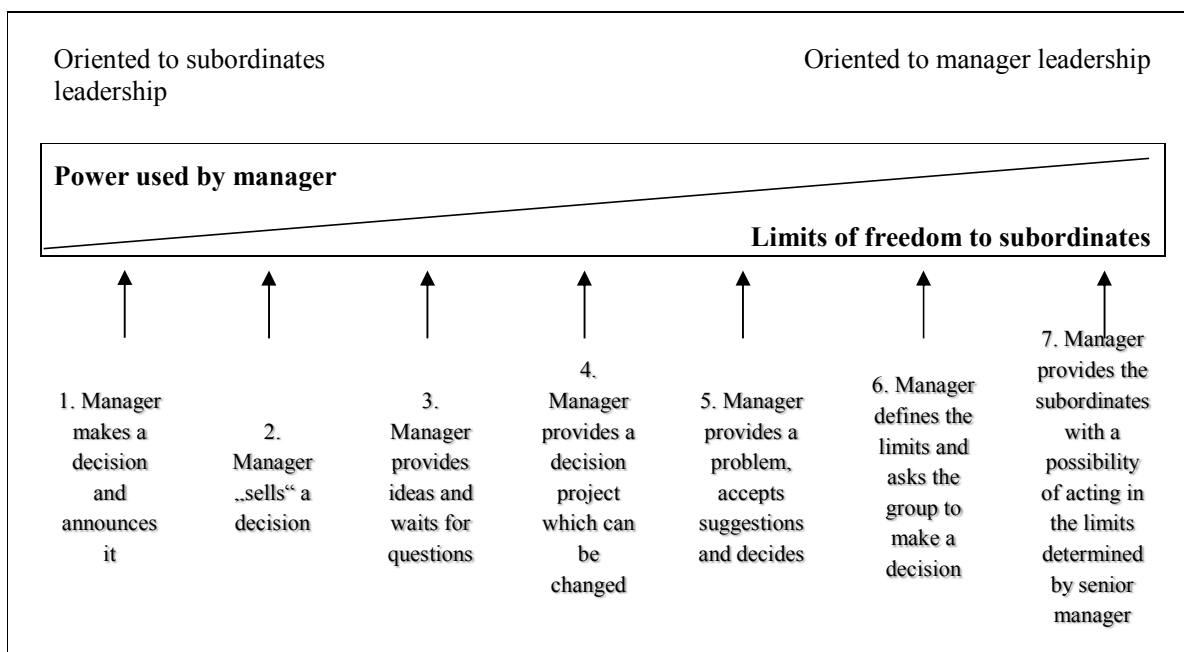 Oriented to subordinates
leadership
Oriented to manager leadership
Power used by manager
Limits of freedom to subordinates
1. Manager
makes a
decision
and
announces
it
2.
Manager
„sells“ a
decision
3.
Manager
provides
ideas and
waits for
questions
4.
Manager
provides a
decision
project
which can
be
changed
5. Manager
provides a
problem,
accepts
suggestions
and decides
6. Manager
defines the
limits and
asks the
group to
make a
decision
7. Manager
provides the
subordinates
with a
possibility
of acting in
the limits
determined
by senior
manager